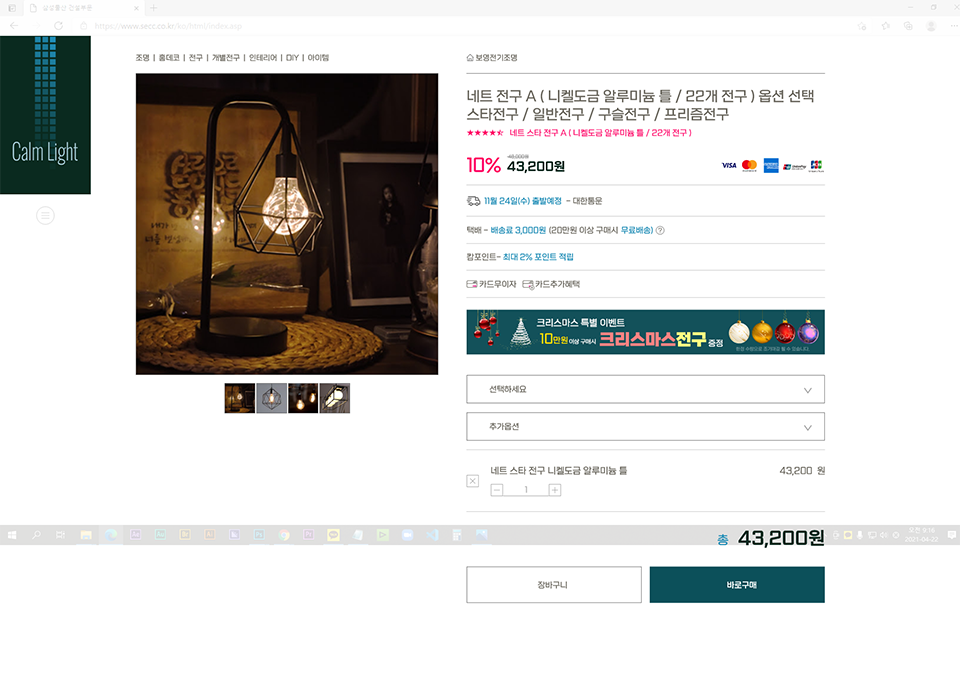 https://www.secc.co.kr/ko/html/index.asp
Calm Light
조명 | 홈데코 | 전구 | 개별전구 | 인테리어 | DIY | 아이템
보영전기조명
네트 전구 A ( 니켈도금 알루미늄 틀 / 22개 전구 ) 옵션 선택
스타전구 / 일반전구 / 구슬전구 / 프리즘전구
★★★★ 네트 스타 전구 A ( 니켈도금 알루미늄 틀 / 22개 전구 )
10% 43,200원
VISA
11월 24일(수) 출발예정 - 대한통운
택배 - 배송료 3,000원 (20만원 이상 구매시 무료배송) ?
캄포인트- 최대 2% 포인트 적립
카드무이자 카드추가혜택
크리스마스 특별 이벤트
10만원 이상 구매시 크리스마스전구 증정
선택하세요
추가옵션
네트 스타 전구 니켈도금 알루미늄 틀
43,200 원
1
총 43,200원
2021-04-22
장바구니
바로구매